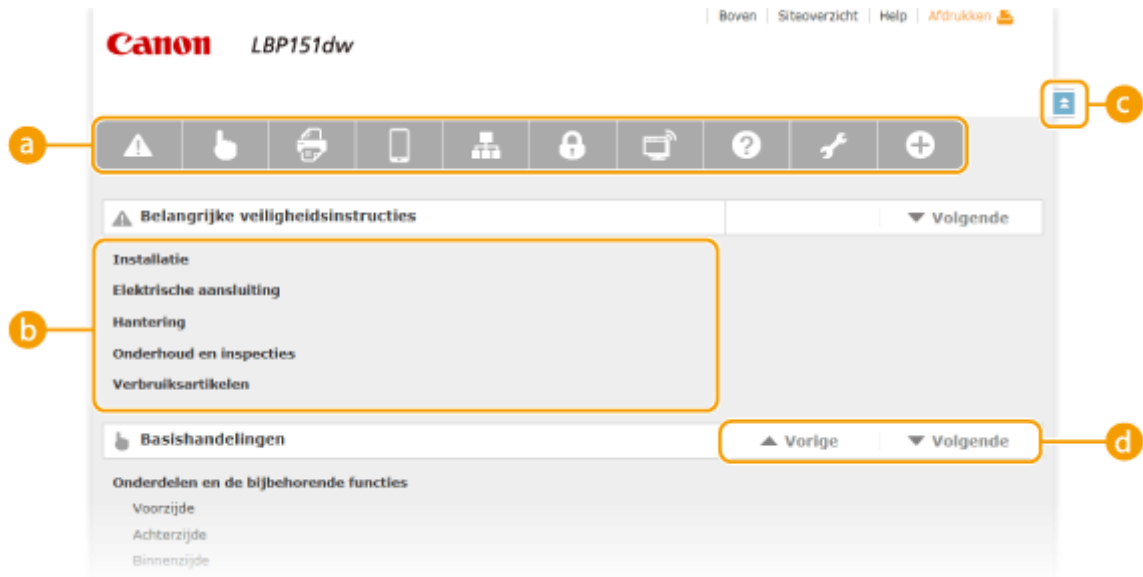 Boven Siteoverzicht Help Afdrukken
Canon LBP151dw
c
a
Belangrijke veiligheidsinstructies Volgende
Installatie
Elektrische aansluiting
b
Hantering
Onderhoud en inspecties
Verbruiksartikelen
Basishandelingen Vorige Volgende
d
Onderdelen en de bijbehorende functies
Voorzijde
Achterzijde
Binnenzijde